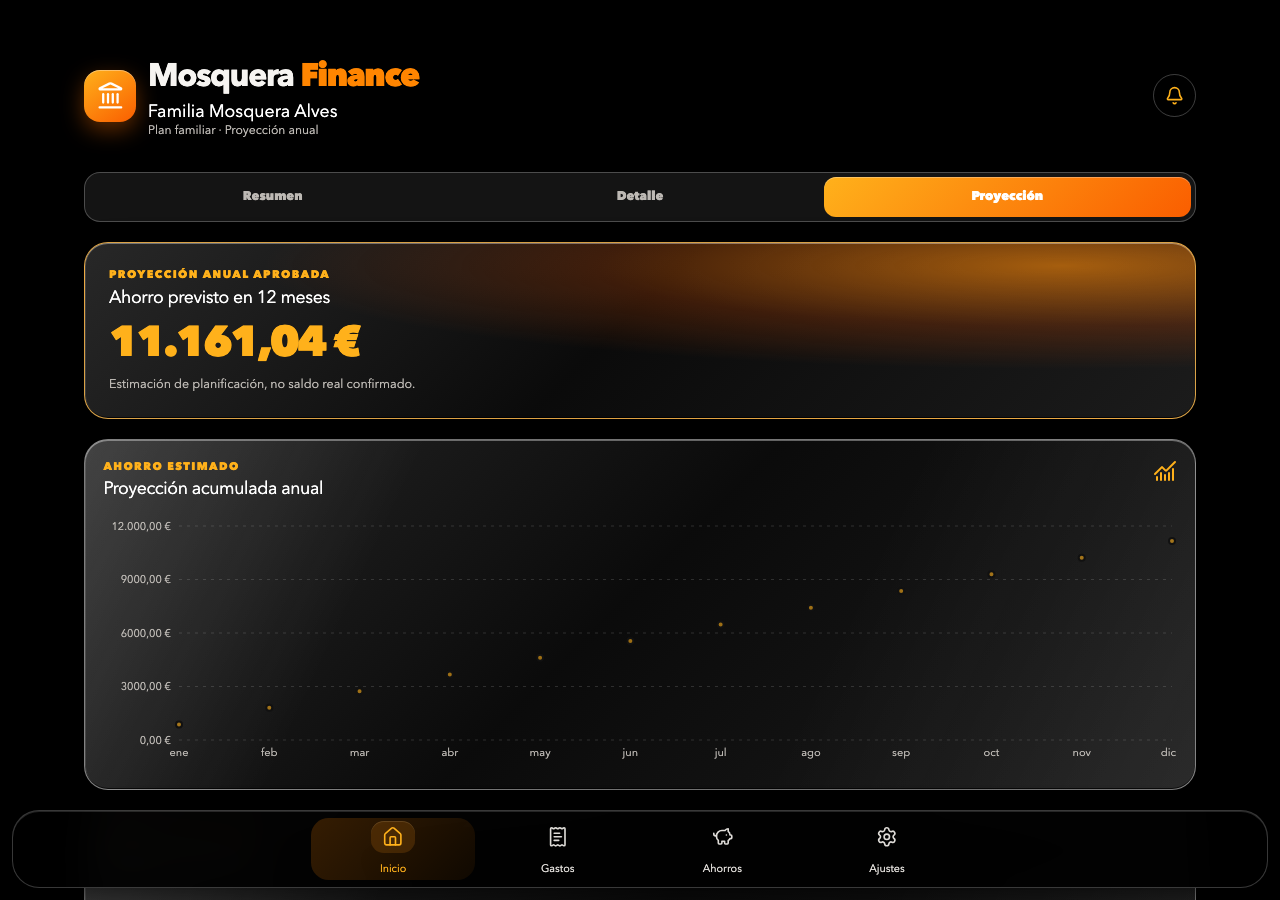 Mosquera Finance
Familia Mosquera Alves
Plan familiar · Proyección anual
Resumen
Detalle
Proyección
PROYECCIÓN ANUAL APROBADA
Ahorro previsto en 12 meses
11.161,04 €
Estimación de planificación, no saldo real confirmado.
AHORRO ESTIMADO
Proyección acumulada anual
12.000,00 €
9000,00 €
6000,00 €
3000,00 €
0,00 €
ene feb mar abr may jun jul ago sep oct nov dic
Inicio
Gastos
Ahorros
Ajustes